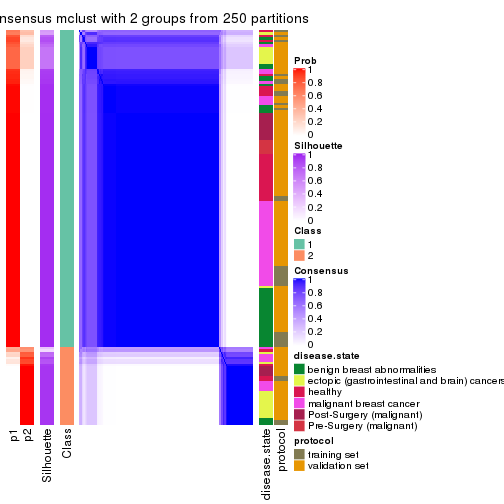 nsensus mclust with 2 groups from 250 partitions
Prob
1
0.8
0.6
0.4
0.2
0
Silhouette
1
0.8
0.6
0.4
0.2
0
Class
1
2
Consensus
1
0.8
0.6
0.4
0.2
0
disease.state
benign breast abnormalities
ectopic (gastrointestinal and brain) cancers
healthy
malignant breast cancer
Post-Surgery (malignant)
Pre-Surgery (malignant)
protocol
training set
validation set
p1
p2
Silhouette
Class
disease.state
protocol